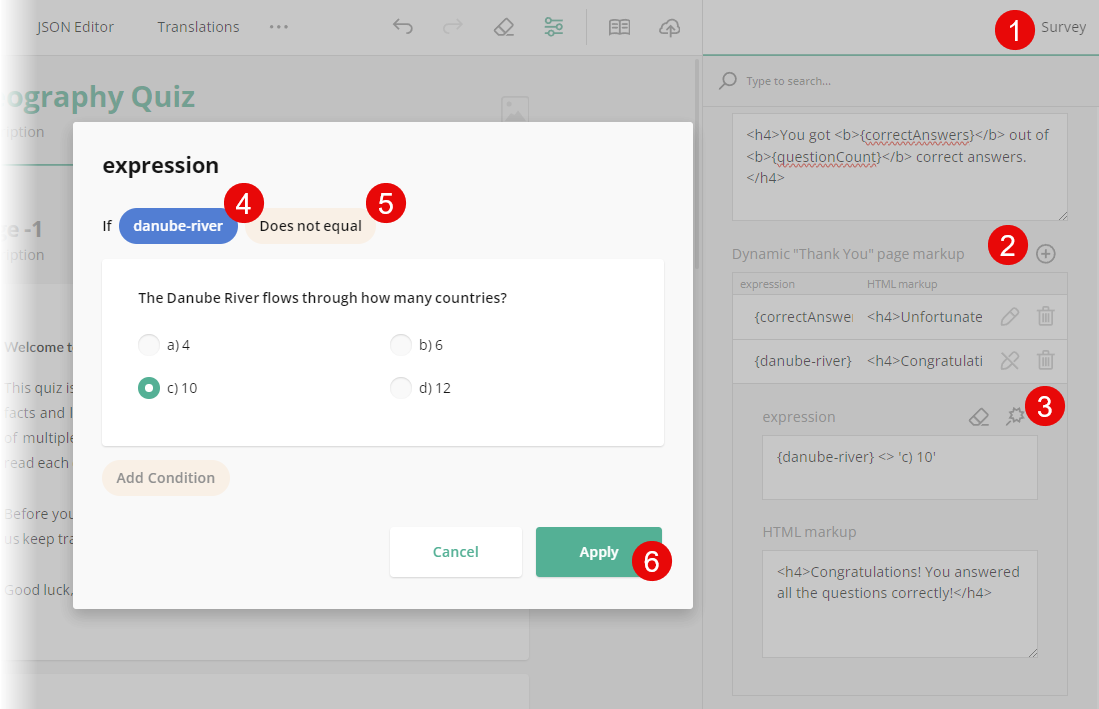 JSON Editor
Translations
1
Survey
ography Quiz
Type to search...
ption
<h4>You got <b>{correctAnswers}</b> out of
<b>{questionCount}</b> correct answers.
</h4>
expression
4
5
If
danube-river
Does not equal
ge -1
ption
2
Dynamic "Thank You" page markup
expression
HTML markup
The Danube River flows through how many countries?
{correctAnswer
<h4>Unfortunate
a) 4
b) 6
Welcome t
{danube-river}
<h4>Congratulati
c) 10
d) 12
This quiz is
facts and l
of multiple
read each
3
expression
{danube-river} <> 'c) 10'
Add Condition
Before you
us keep tra
HTML markup
Cancel
Apply
6
<h4>Congratulations! You answered
all the questions correctly!</h4>
Good luck,